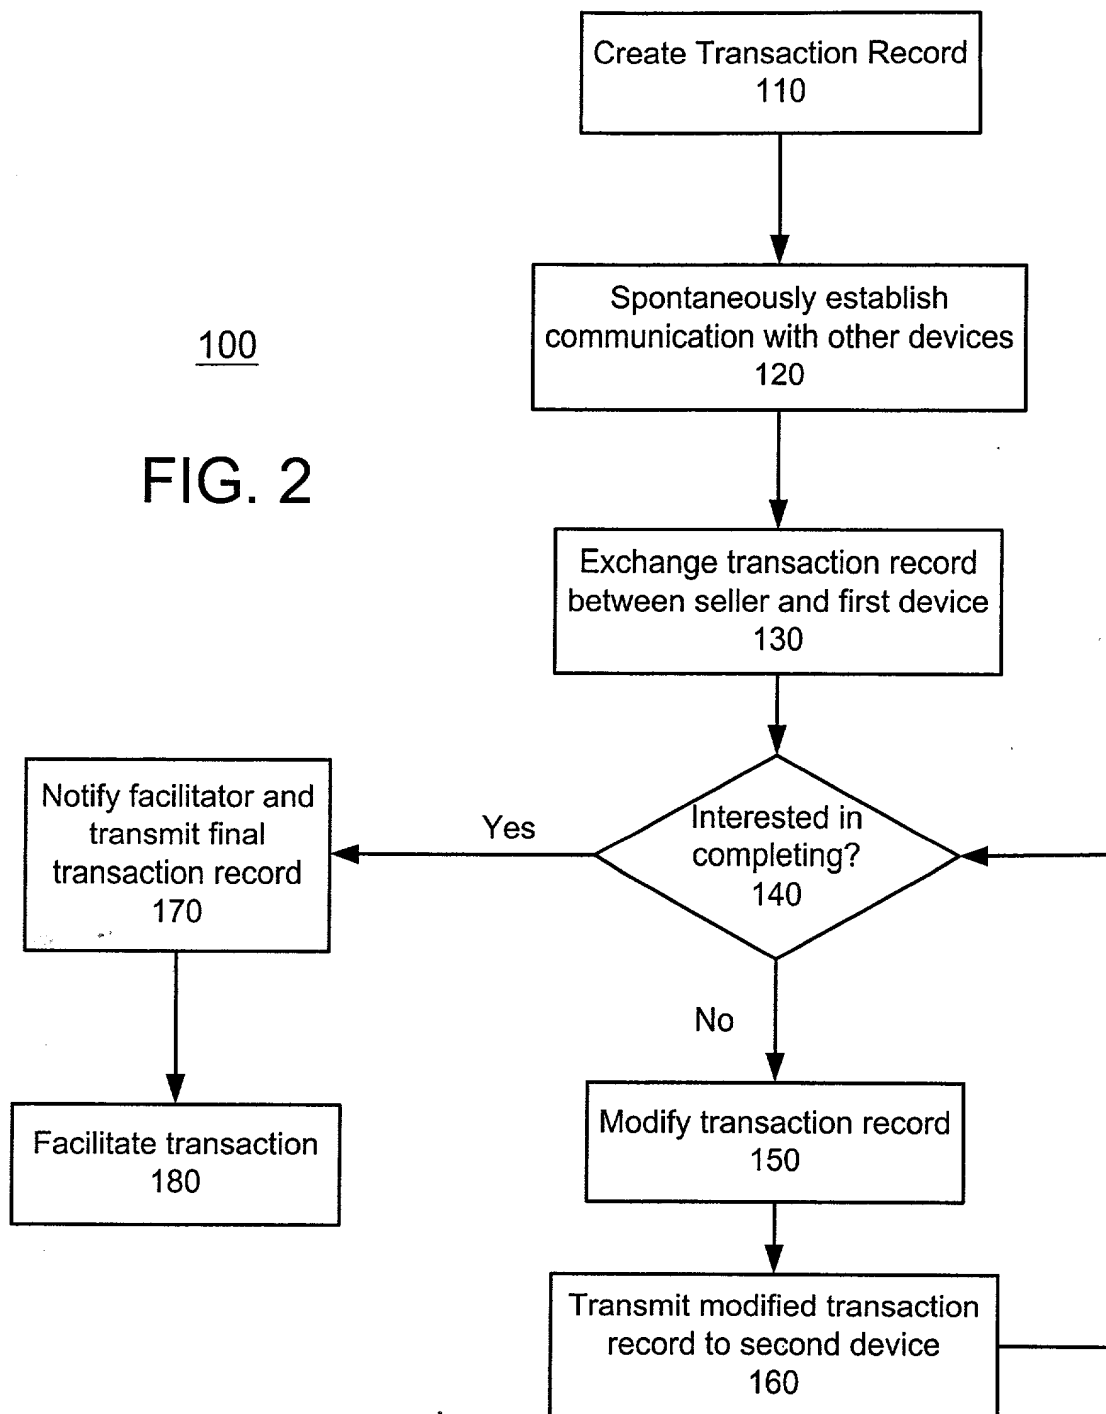 Create Transaction Record
110
Spontaneously establish
communication with other devices
120
100
FIG. 2
Exchange transaction record
between seller and first device
130
Interested in
completing?
140
Yes
Notify facilitator and
transmit final
transaction record
170
No
Facilitate transaction
180
Modify transaction record
150
Transmit modified transaction
record to second device
160